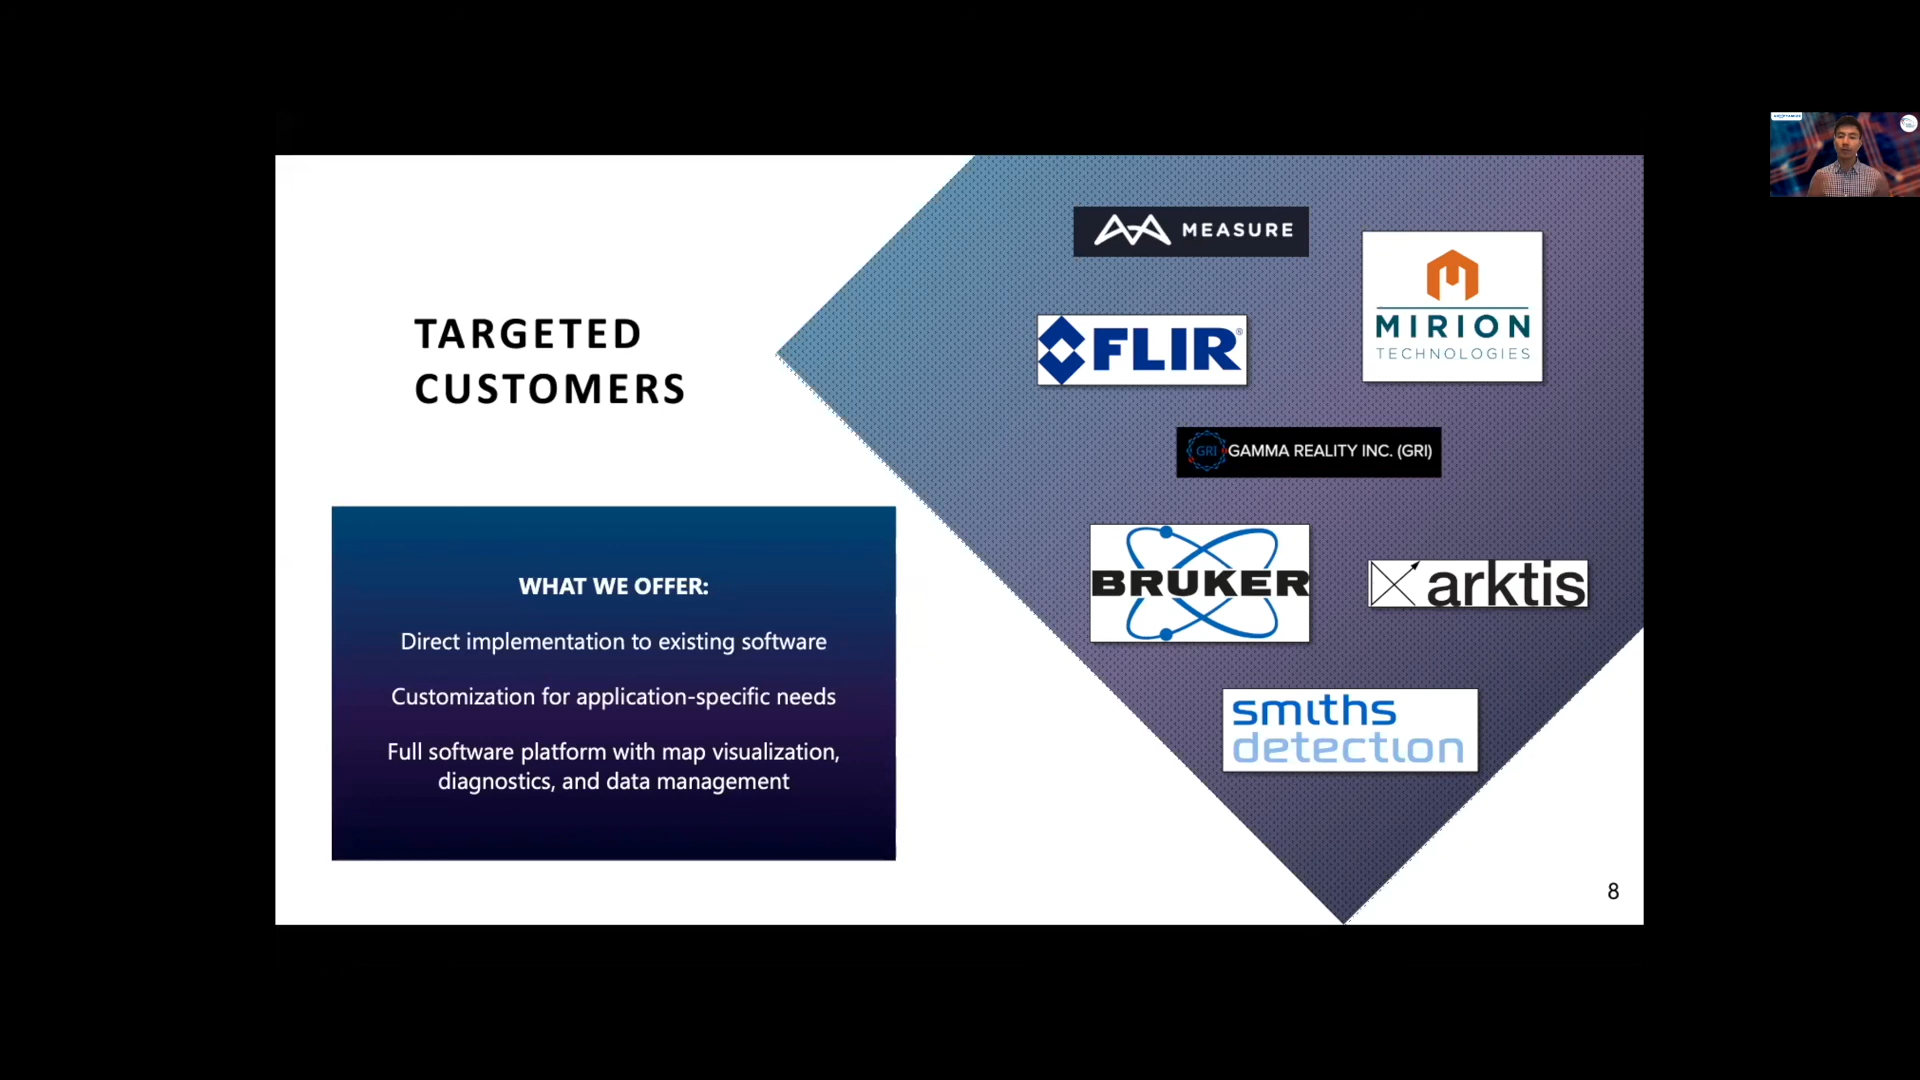 TARGETED
CUSTOMERS
WHAT WE OFFER:
Direct implementation to existing software
Customization for application-specific needs
Full software platform with map visualization,
diagnostics, and data management
MEASURE
FLIR®
MIRION
TECHNOLOGIES
GRI GAMMA REALITY INC. (GRI)
BRUKER
arktis
smiths
detection
8